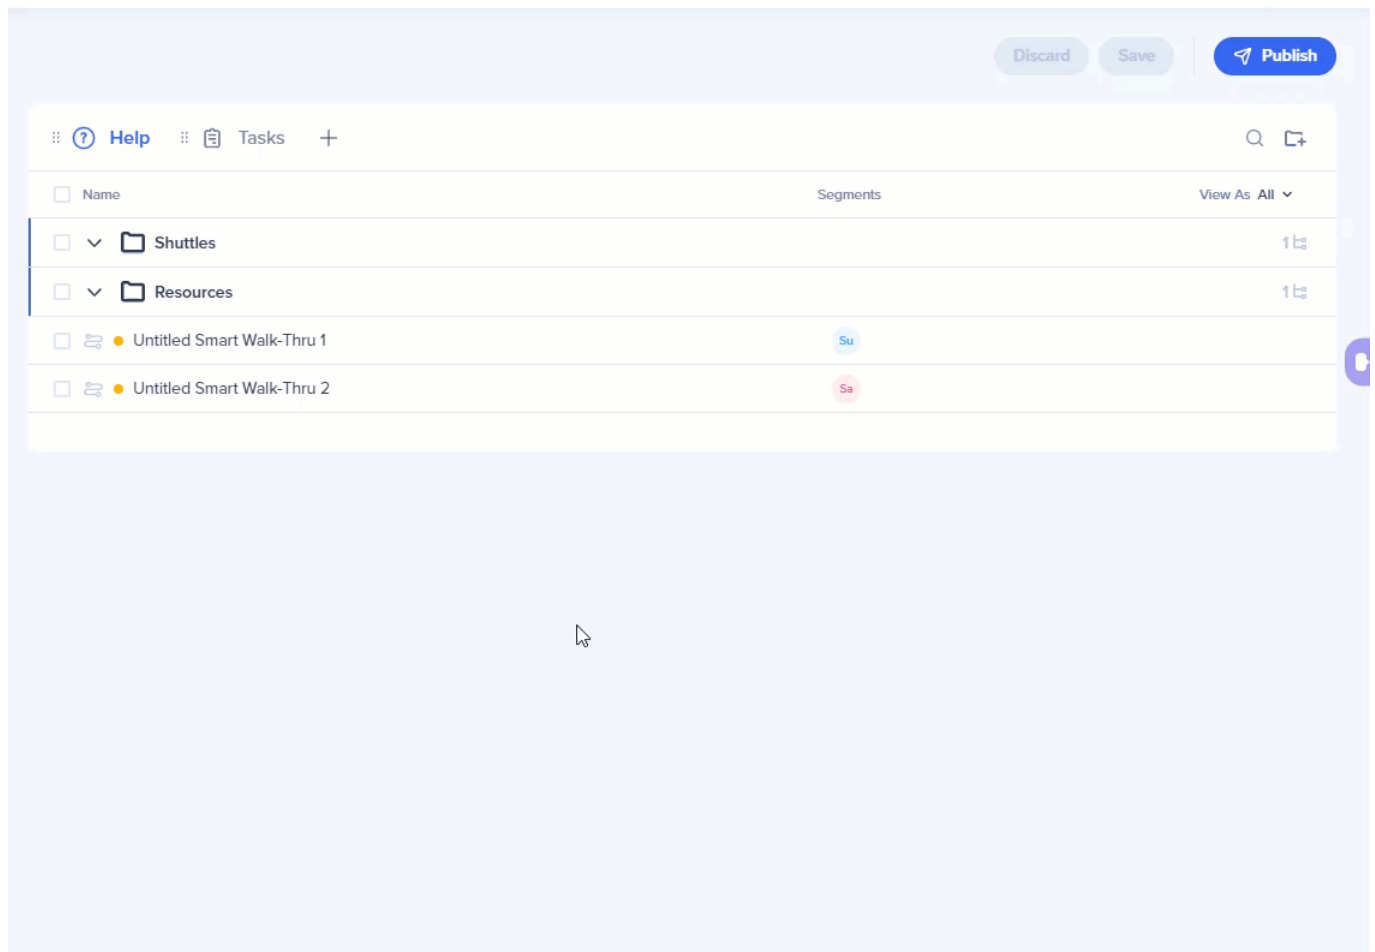 Discard Save Publish
? Help Tasks +
Name Segments View As All
Shuttles 1
Resources 1
Untitled Smart Walk-Thru 1 Su
Untitled Smart Walk-Thru 2 Sa